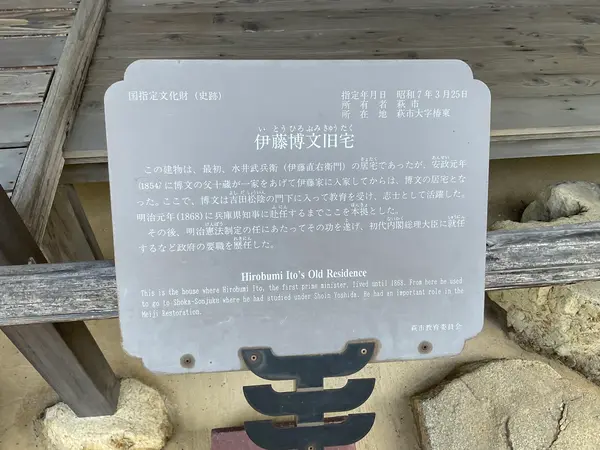 国指定文化財（史跡）
指定年月日　昭和７年３月25日
所有者　萩市
所在地　萩市大字椿東
いとうひろぶみきゅうたく
伊藤博文旧宅
この建物は、最初、水井武兵衛（伊藤直右衛門）の居宅であったが、安政元年
(1854)に博文の父十蔵が一家をあげて伊藤家に入家してからは、博文の居宅と
なった。ここで、博文は吉田松陰の門下に入って教育を受け、志士として活躍した。
明治元年(1868)に兵庫県知事に赴任するまでここを本拠とした。
その後、明治憲法制定の任にあたってその功を遂げ、初代内閣総理大臣に就任
するなど政府の要職を歴任した。
Hirobumi Ito's Old Residence
This is the house where Hirobumi Ito, the first prime minister, lived until 1868. From here he used
to go to Shoka-Sonjuku where he had studied under Shoin Yoshida. He had an important role in the
Meiji Restoration.
萩市教育委員会